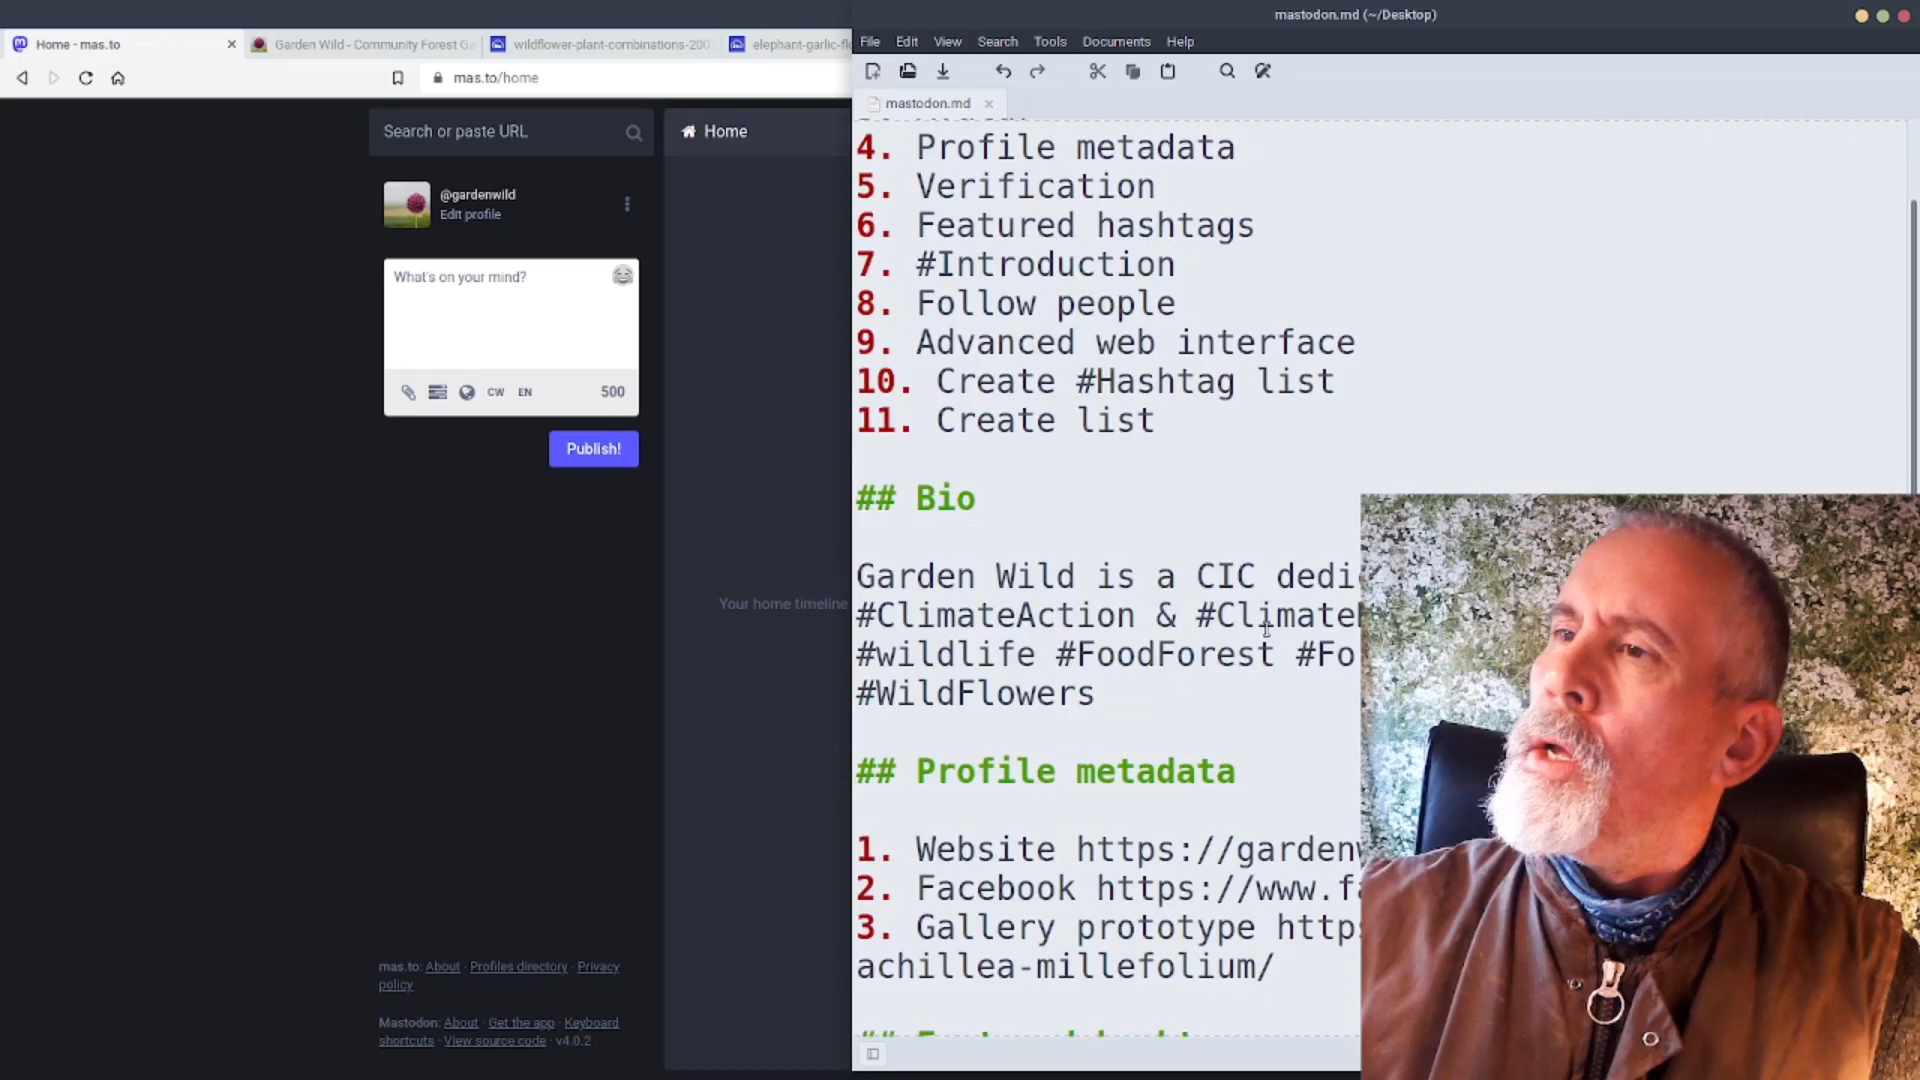 mastodon.md (~/Desktop)
Home - mas.to
Garden Wild - Community Forest Ga
wildflower-plant-combinations-200
elephant-garlic-fl
File Edit View Search Tools Documents Help
mas.to/home
mastodon.md
Search or paste URL
Home
@gardenwild
Edit profile
What's on your mind?
CW EN 500
Publish!
Your home timeline
mas.to: About · Profiles directory · Privacy
policy
Mastodon: About · Get the app · Keyboard
shortcuts · View source code · v4.0.2
4. Profile metadata
5. Verification
6. Featured hashtags
7. #Introduction
8. Follow people
9. Advanced web interface
10. Create #Hashtag list
11. Create list
## Bio
Garden Wild is a CIC dedi
#ClimateAction & #Climate
#wildlife #FoodForest #Fo
#WildFlowers
## Profile metadata
1. Website https://garden
2. Facebook https://www.fa
3. Gallery prototype http
achillea-millefolium/